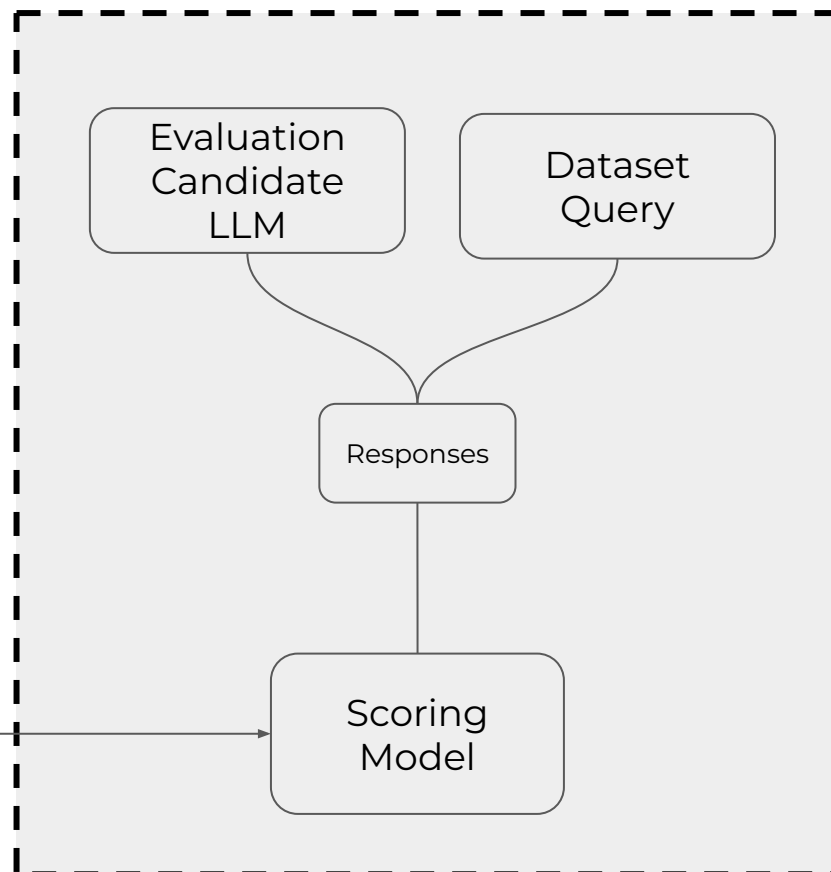 Evaluation
Candidate
LLM
Dataset
Query
Responses
Scoring
Model